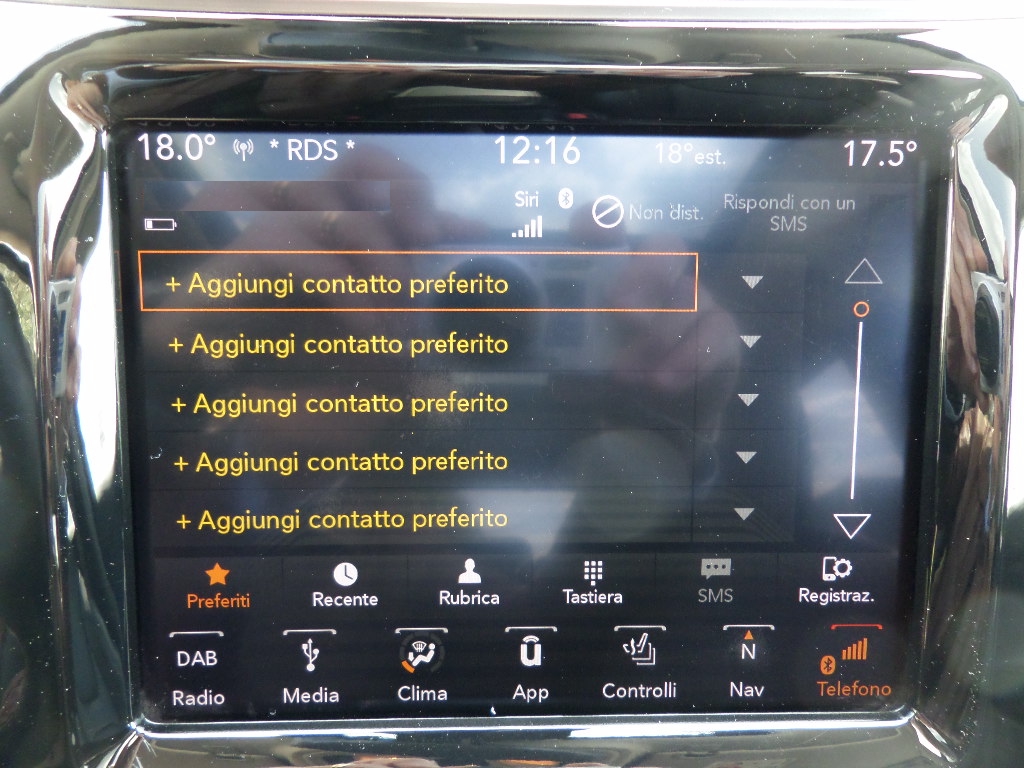 18.0° * RDS * 12:16 18°est. 17.5°
Siri
Non dist.
Rispondi con un
SMS
+ Aggiungi contatto preferito
+ Aggiungi contatto preferito
+ Aggiungi contatto preferito
+ Aggiungi contatto preferito
+ Aggiungi contatto preferito
Preferiti Recente Rubrica Tastiera SMS Registraz.
DAB N
Radio Media Clima App Controlli Nav Telefono